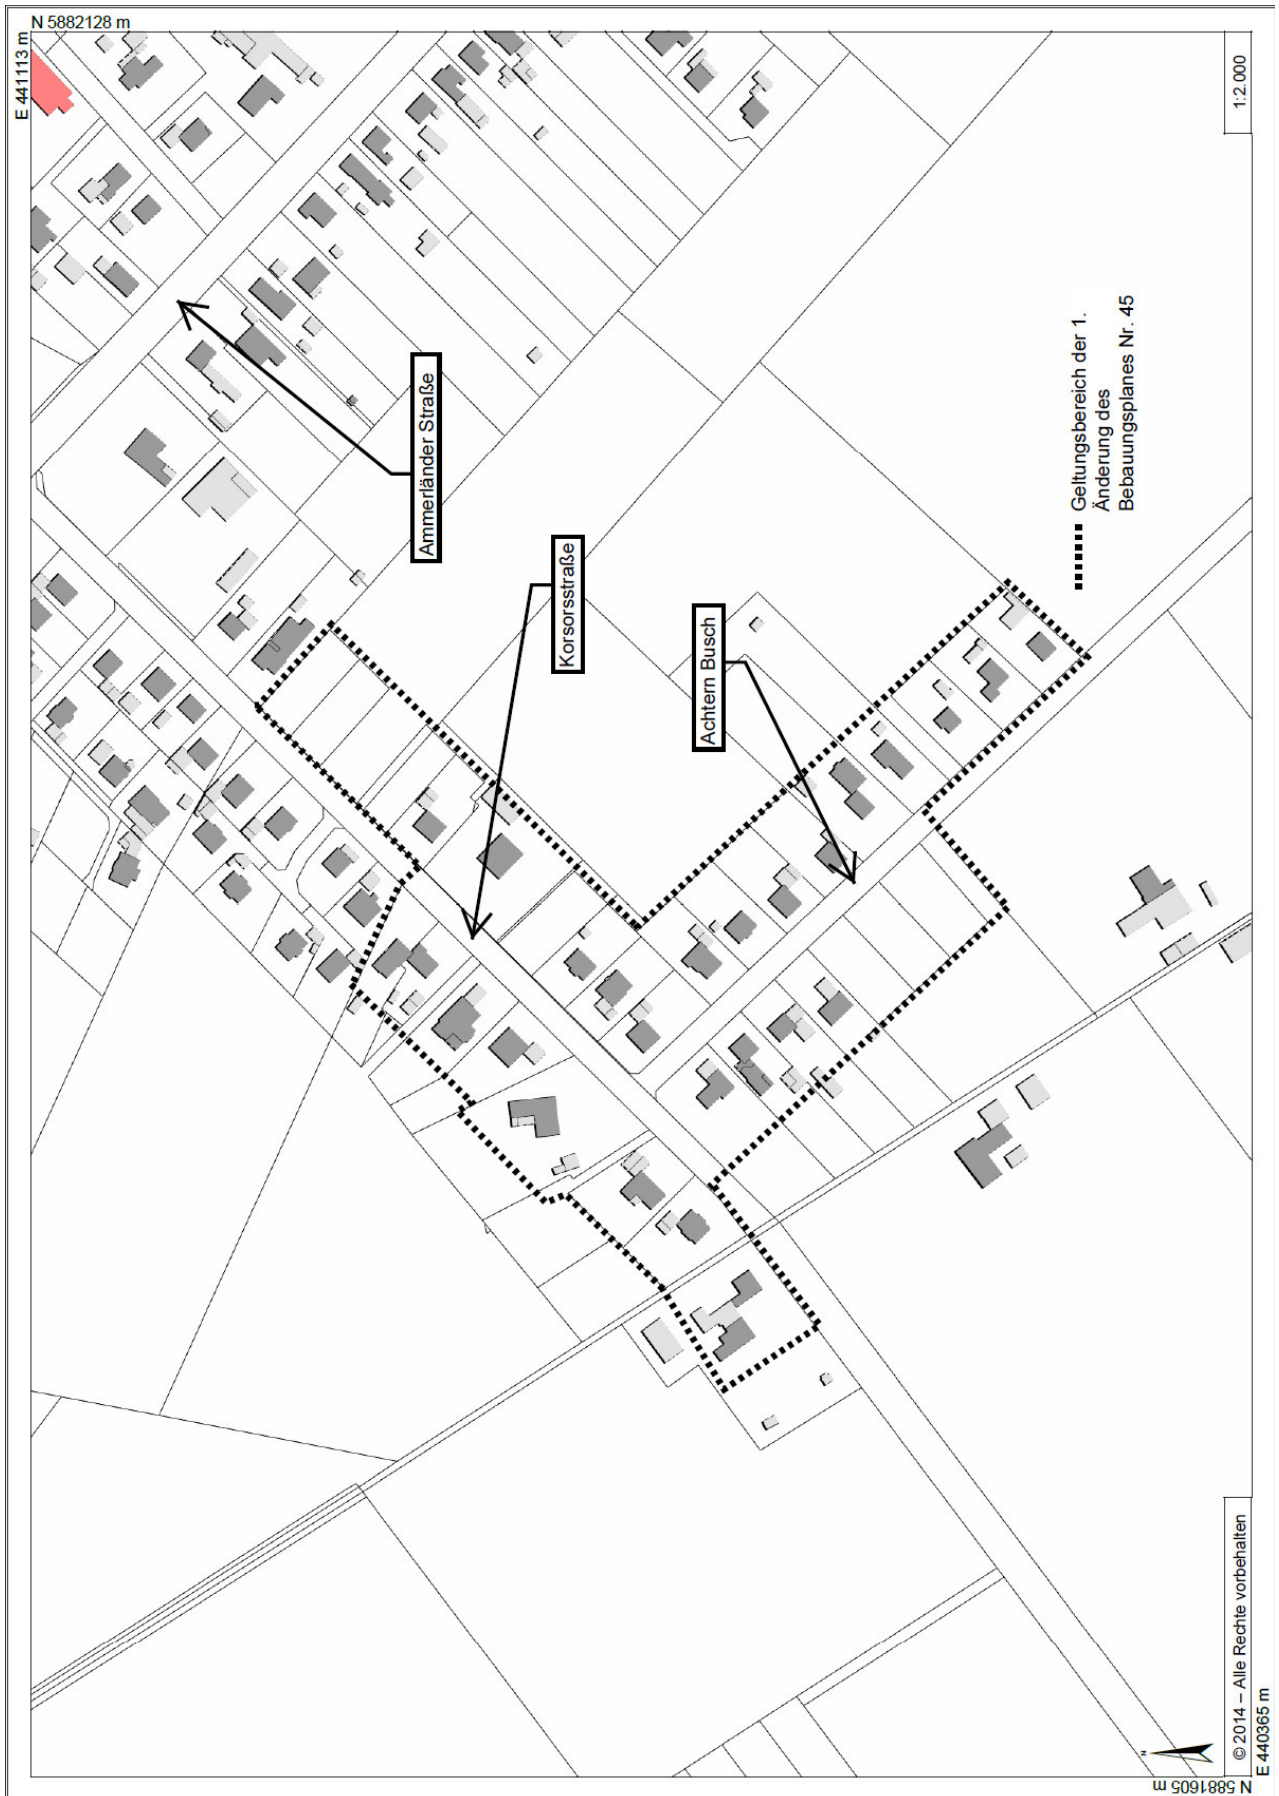 N 5882128 m
E 441113 m
1:2.000
Ammerländer Straße
Korsorsstraße
Achtern Busch
Geltungsbereich der 1.
Änderung des
Bebauungsplanes Nr. 45
N
© 2014 – Alle Rechte vorbehalten
E 440365 m
N 5881605 m